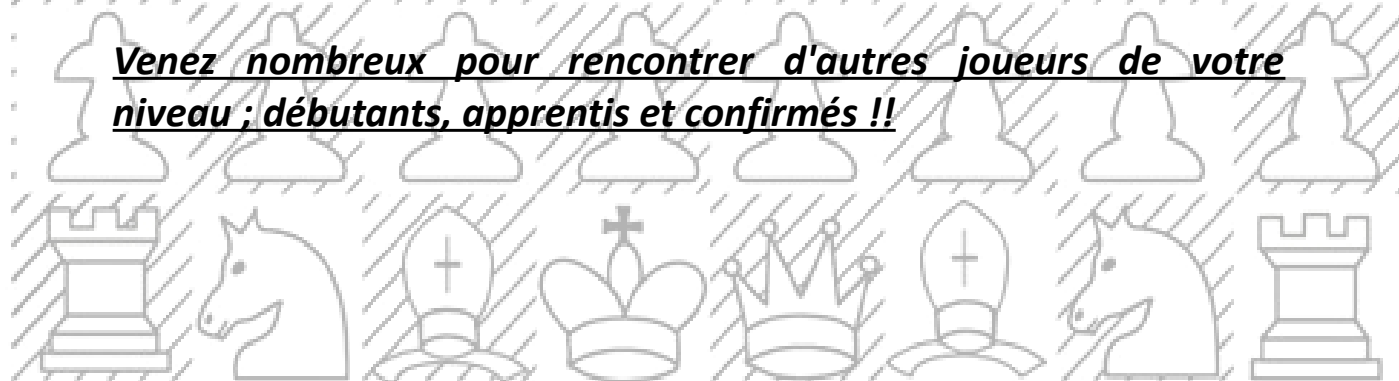 Venez nombreux pour rencontrer d'autres joueurs de votre
niveau ; débutants, apprentis et confirmés !!